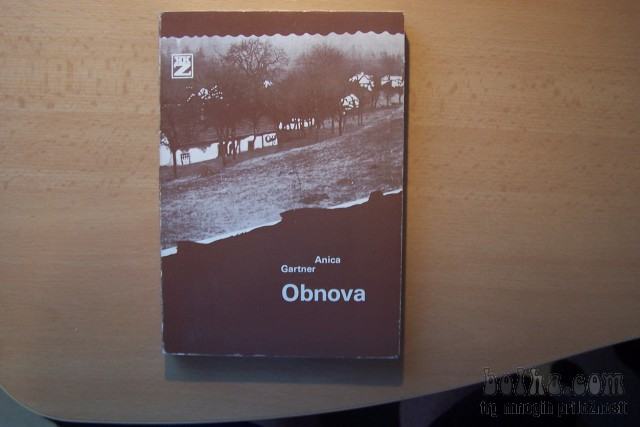 Anica
Gartner
Obnova
bolha.com
trg mnogih priložnosti